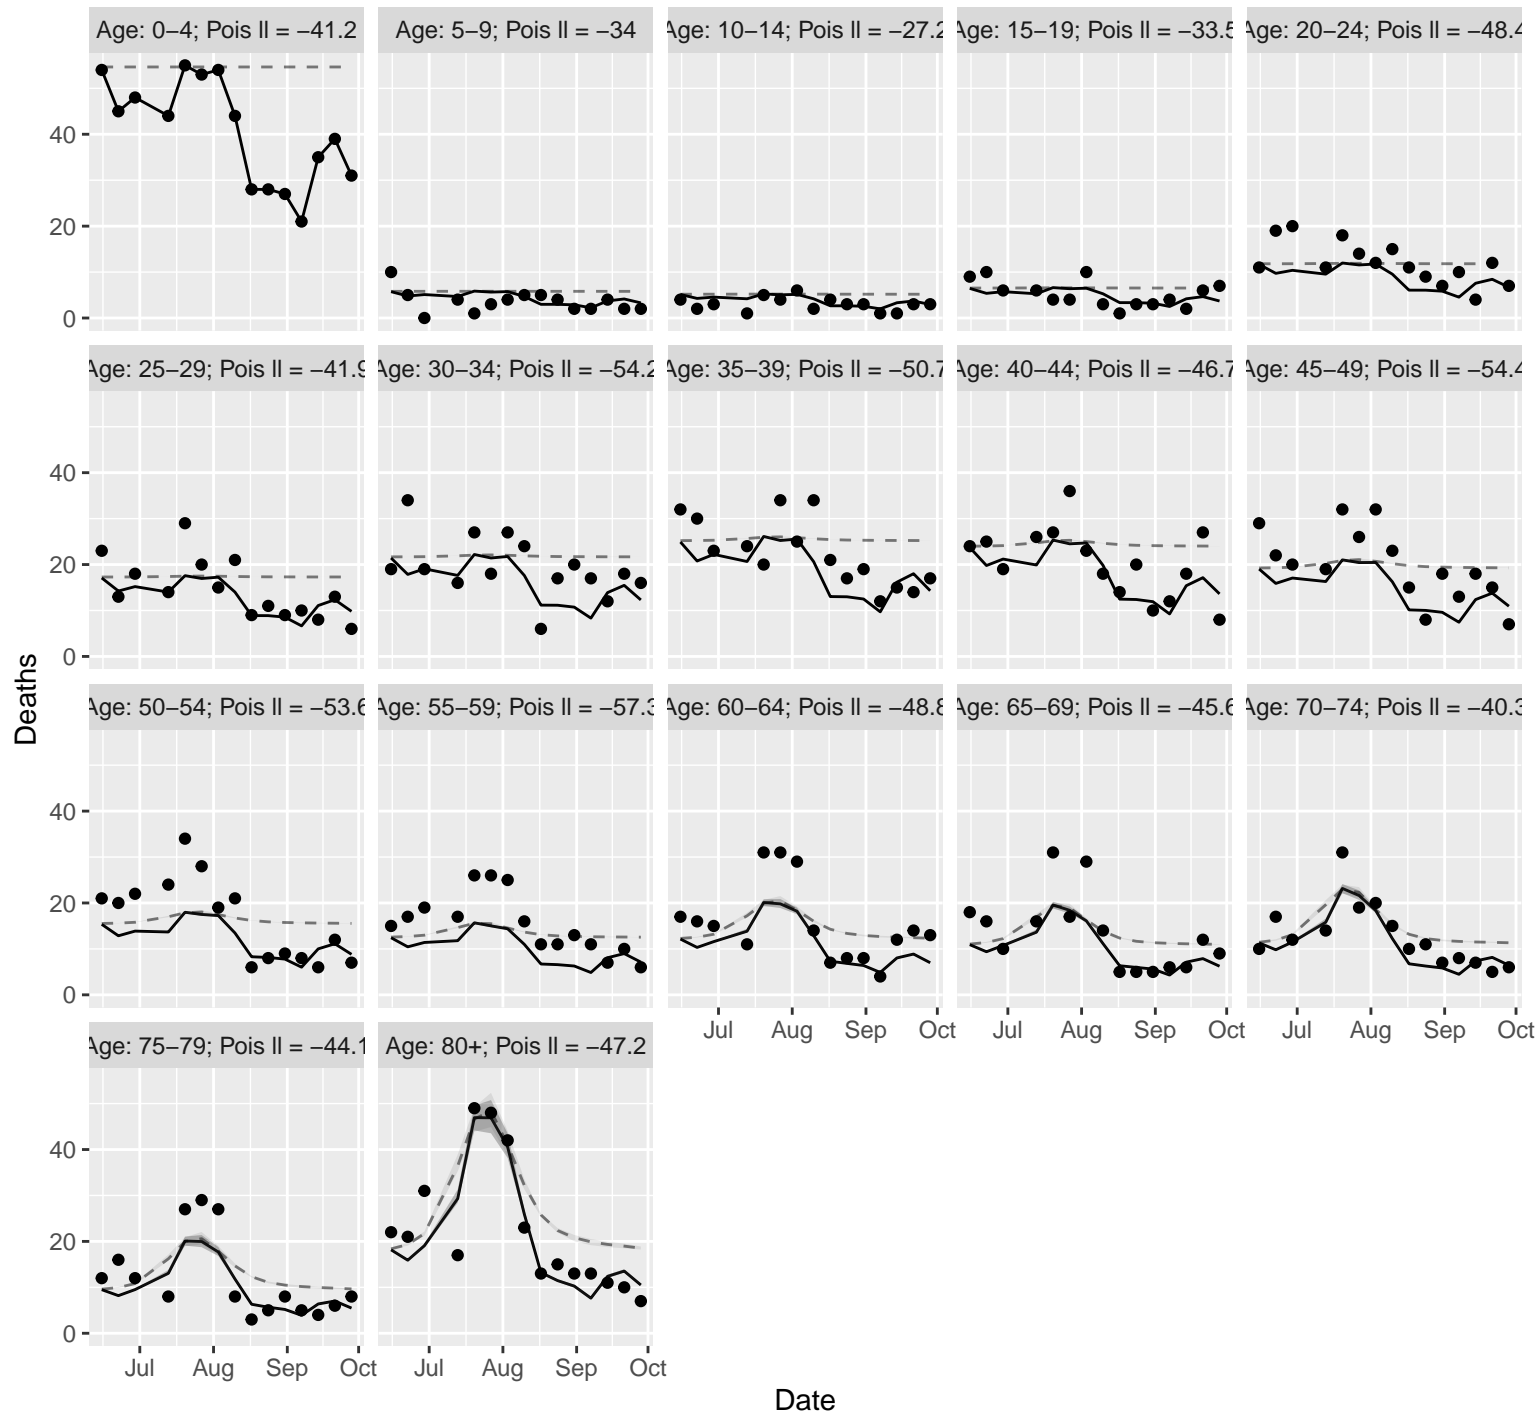 Age: 0−4; Pois ll = −41.2
Age: 5−9; Pois ll = −34
Age: 10−14; Pois ll = −27.2
Age: 15−19; Pois ll = −33.5
Age: 20−24; Pois ll = −48.4
40
20
0
Age: 25−29; Pois ll = −41.9
Age: 30−34; Pois ll = −54.2
Age: 35−39; Pois ll = −50.7
Age: 40−44; Pois ll = −46.7
Age: 45−49; Pois ll = −54.4
40
20
0
Deaths
Age: 50−54; Pois ll = −53.6
Age: 55−59; Pois ll = −57.3
Age: 60−64; Pois ll = −48.8
Age: 65−69; Pois ll = −45.6
Age: 70−74; Pois ll = −40.3
40
20
0
Jul Aug Sep Oct
Jul Aug Sep Oct
Jul Aug Sep Oct
Age: 75−79; Pois ll = −44.1
Age: 80+; Pois ll = −47.2
40
20
0
Jul Aug Sep Oct
Jul Aug Sep Oct
Date